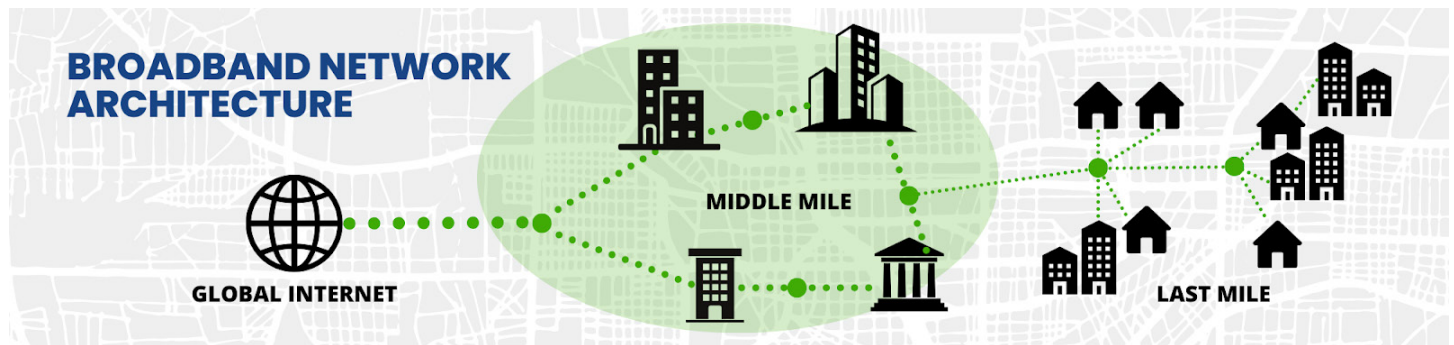 BROADBAND NETWORK
ARCHITECTURE
GLOBAL INTERNET
MIDDLE MILE
LAST MILE